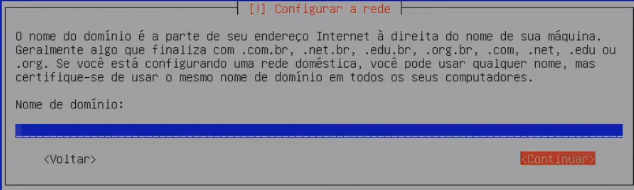 [!] Configurar a rede
O nome do domínio é a parte de seu endereço Internet à direita do nome de sua máquina.
Geralmente algo que finaliza com .com.br, .net.br, .edu.br, .org.br, .com, .net, .edu ou
.org. Se você está configurando uma rede doméstica, você pode usar qualquer nome, mas
certifique-se de usar o mesmo nome de domínio em todos os seus computadores.
Nome de domínio:
<Voltar> <Continuar>